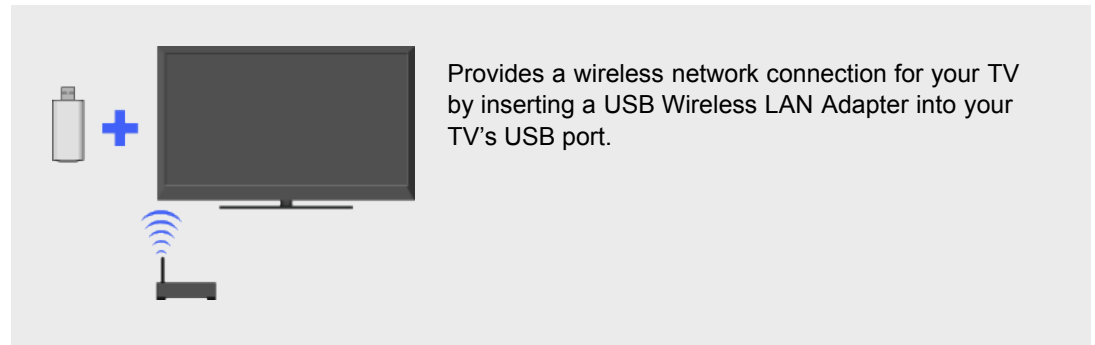 Provides a wireless network connection for your TV
by inserting a USB Wireless LAN Adapter into your
TV’s USB port.